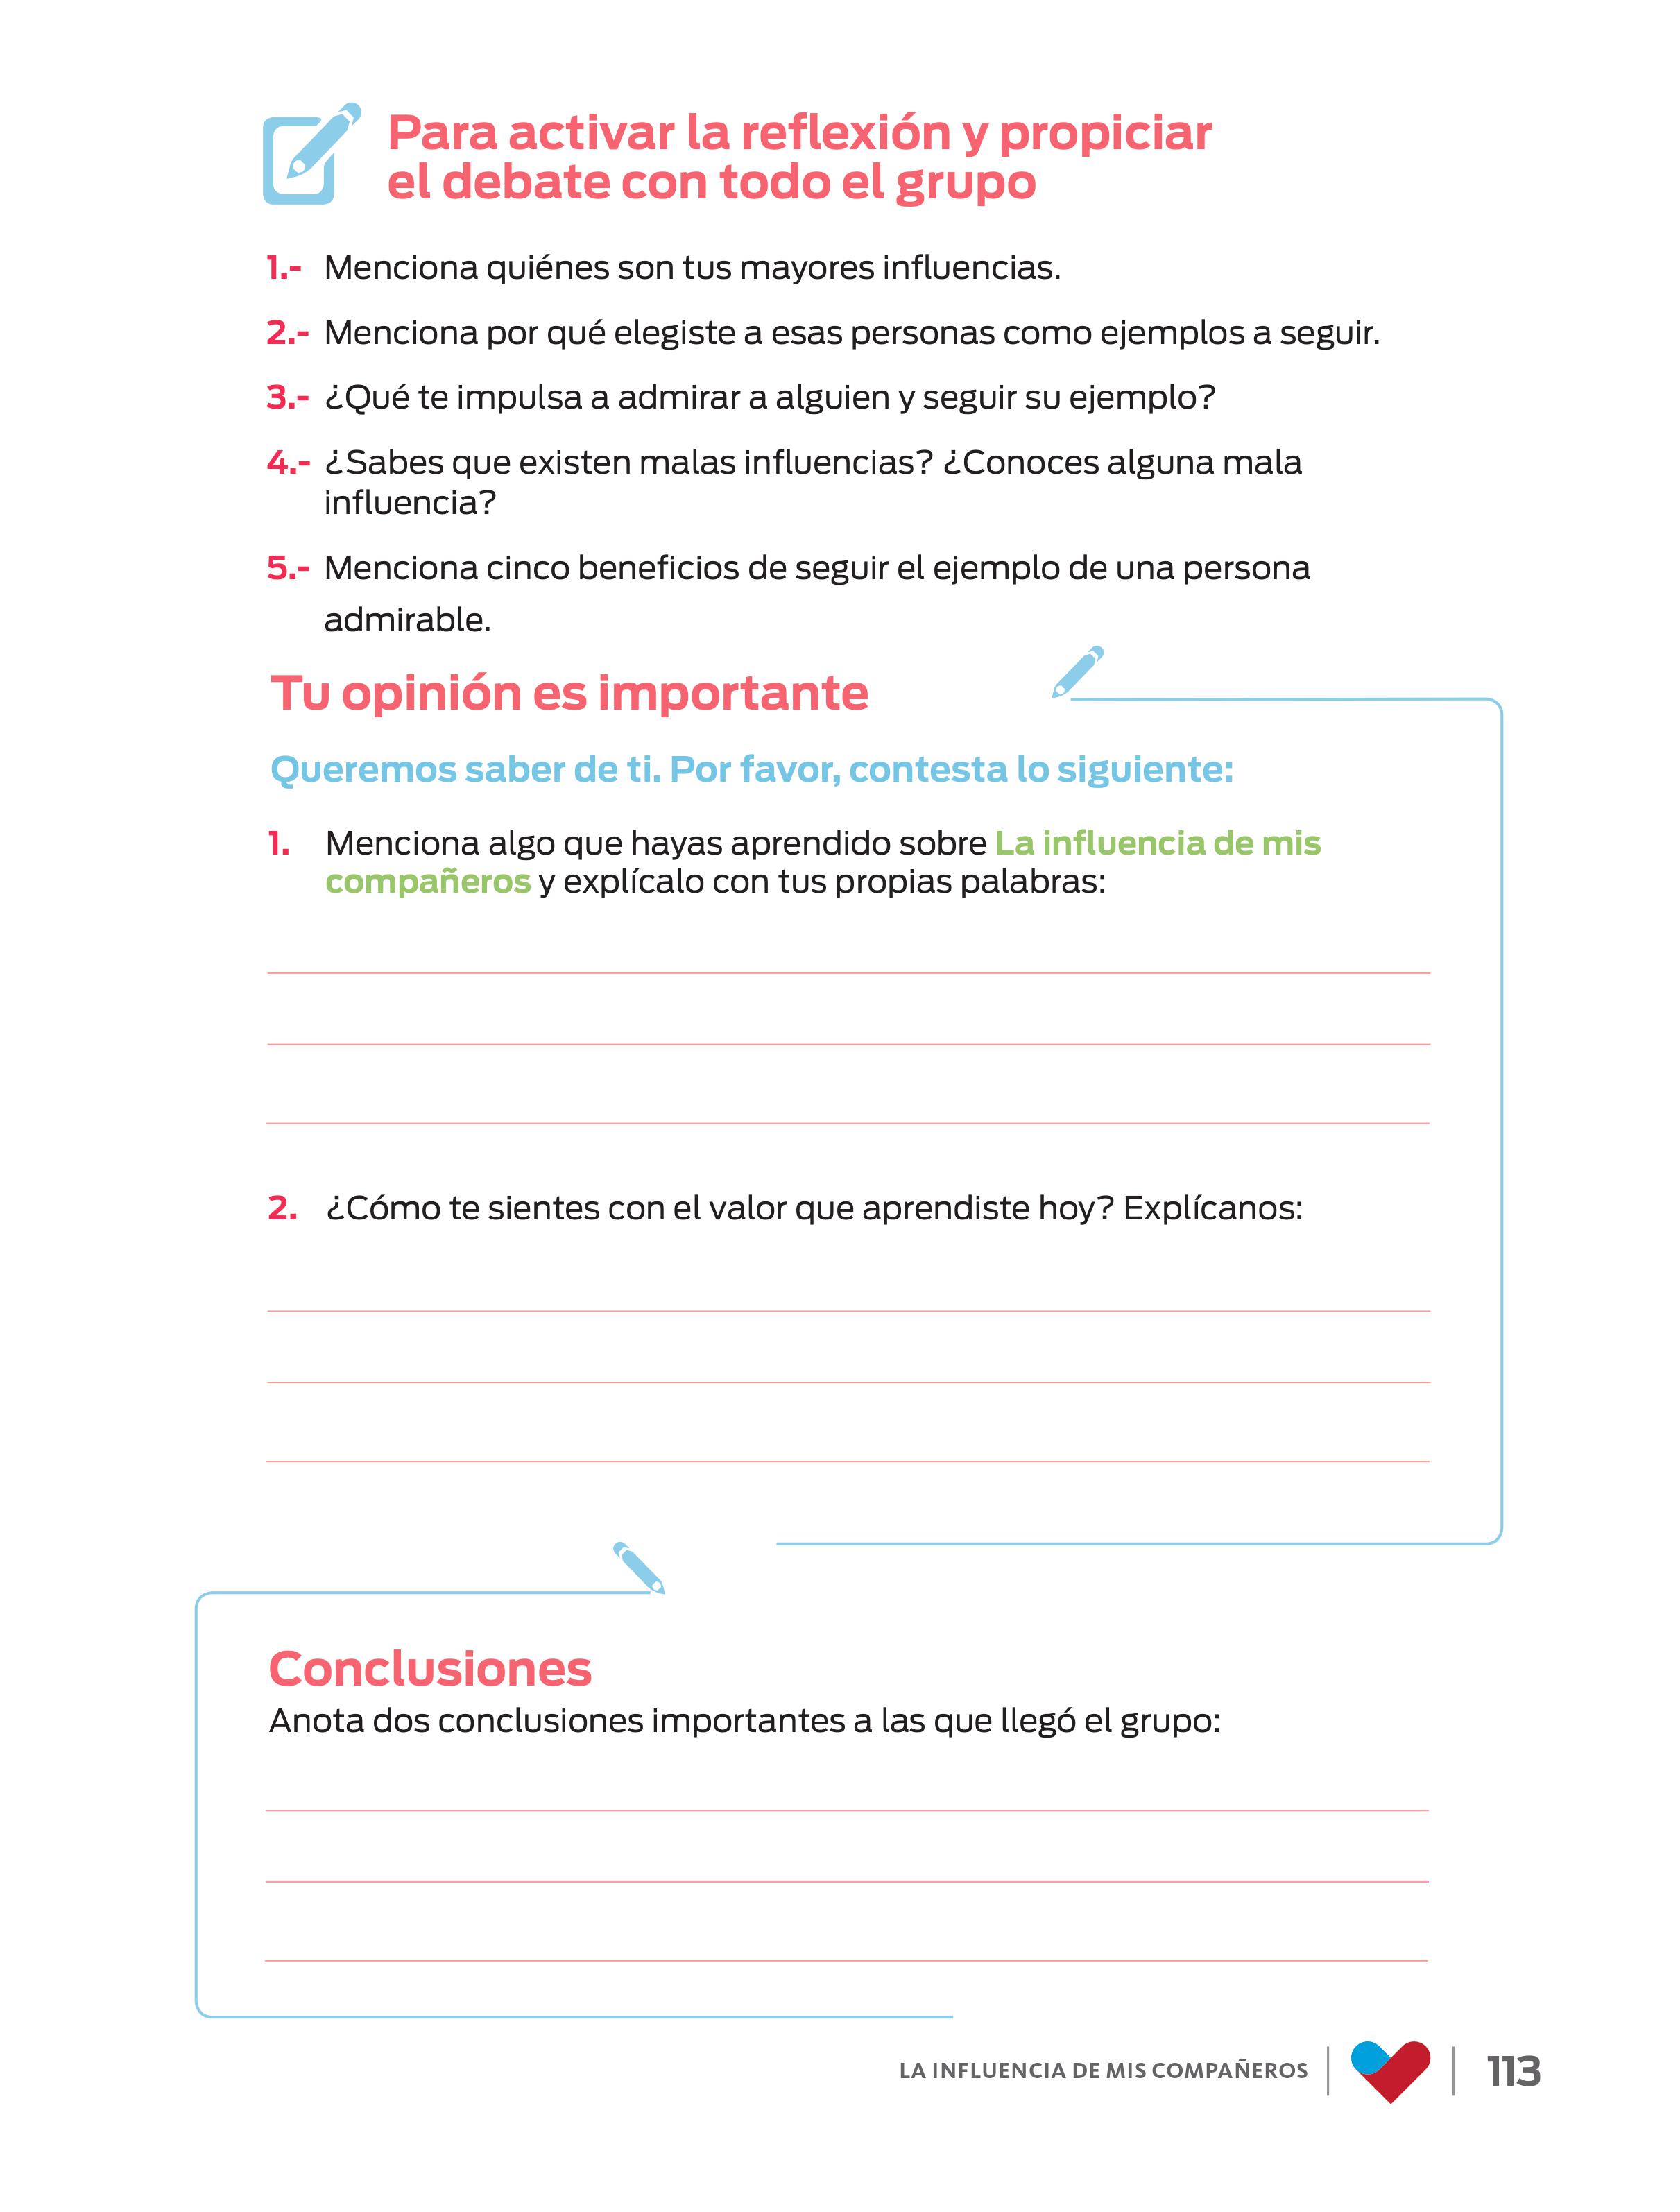 Para activar la reflexión y propiciar
el debate con todo el grupo
1.- Menciona quiénes son tus mayores influencias.
2.- Menciona por qué elegiste a esas personas como ejemplos a seguir.
3.- ¿Qué te impulsa a admirar a alguien y seguir su ejemplo?
4.- ¿Sabes que existen malas influencias? ¿Conoces alguna mala
influencia?
5.- Menciona cinco beneficios de seguir el ejemplo de una persona
admirable.
Tu opinión es importante
Queremos saber de ti. Por favor, contesta lo siguiente:
1. Menciona algo que hayas aprendido sobre La influencia de mis
compañeros y explícalo con tus propias palabras:
2. ¿Cómo te sientes con el valor que aprendiste hoy? Explícanos:
Conclusiones
Anota dos conclusiones importantes a las que llegó el grupo:
LA INFLUENCIA DE MIS COMPAÑEROS 113